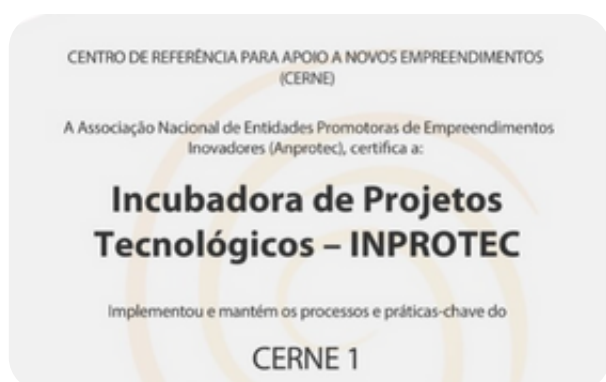 CENTRO DE REFERÊNCIA PARA APOIO A NOVOS EMPREENDIMENTOS
(CERNE)
A Associação Nacional de Entidades Promotoras de Empreendimentos
Inovadores (Anprotec), certifica a:
Incubadora de Projetos
Tecnológicos – INPROTEC
Implementou e mantém os processos e práticas-chave do
CERNE 1